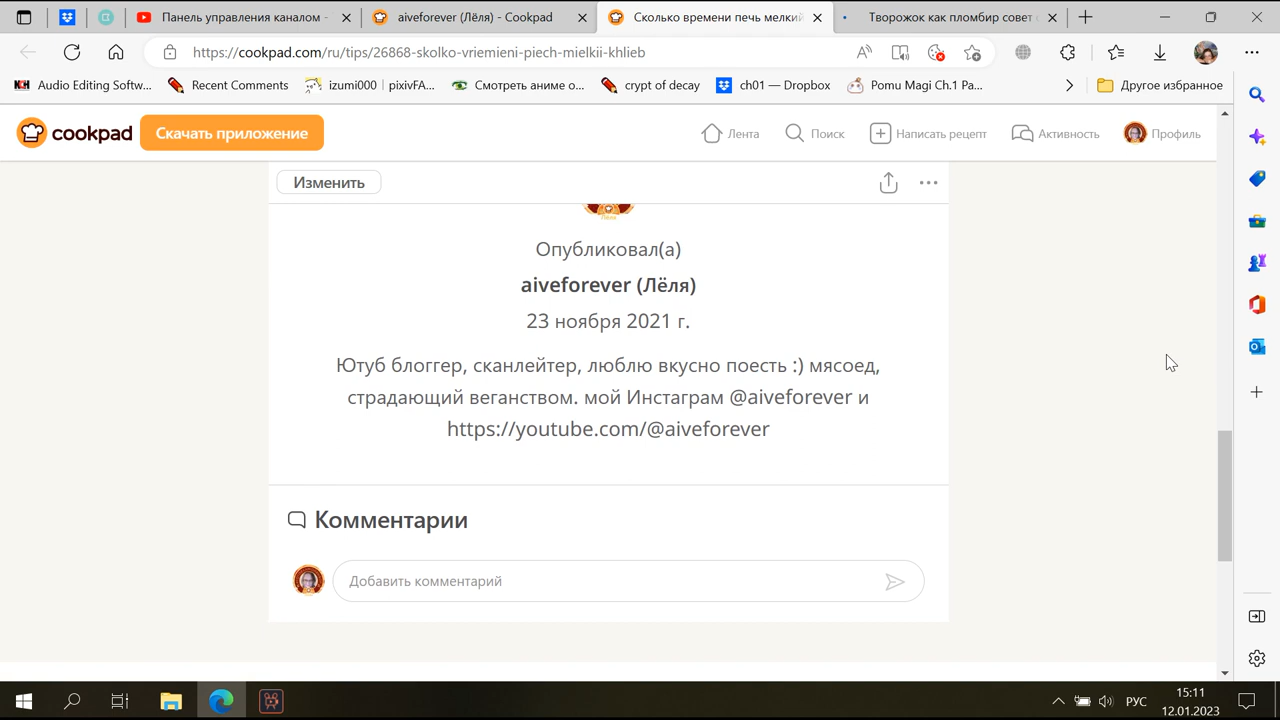 Панель управления каналом -
aiveforever (Лёля) - Cookpad
Сколько времени печь мелкий
Творожок как пломбир совет
https://cookpad.com/ru/tips/26868-skolko-vriemieni-piech-mielkii-khlieb
Audio Editing Softw...
Recent Comments
izumi000 | pixivFA...
Смотреть аниме о...
crypt of decay
ch01 — Dropbox
Pomu Magi Ch.1 Pa...
Другое избранное
cookpad
Скачать приложение
Лента
Поиск
Написать рецепт
Активность
Профиль
Изменить
Лёля
Опубликовал(а)
aiveforever (Лёля)
23 ноября 2021 г.
Ютуб блоггер, сканлейтер, люблю вкусно поесть :) мясоед,
страдающий веганством. мой Инстаграм @aiveforever и
https://youtube.com/@aiveforever
Комментарии
Добавить комментарий
РУС
15:11
12.01.2023